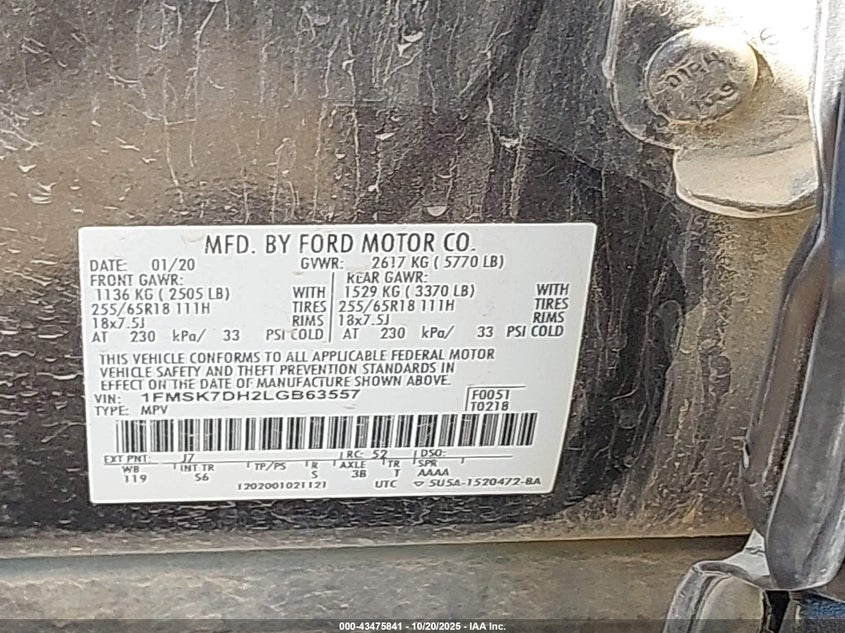 MFD. BY FORD MOTOR CO.
DATE: 01/20 GVWR: 2617 KG ( 5770 LB)
FRONT GAWR: REAR GAWR:
1136 KG ( 2505 LB) WITH 1529 KG ( 3370 LB) WITH
255/65R18 111H TIRES 255/65R18 111H TIRES
18x7.5J RIMS 18x7.5J RIMS
AT 230 kPa/ 33 PSI COLD AT 230 kPa/ 33 PSI COLD
THIS VEHICLE CONFORMS TO ALL APPLICABLE FEDERAL MOTOR
VEHICLE SAFETY AND THEFT PREVENTION STANDARDS IN
EFFECT ON THE DATE OF MANUFACTURE SHOWN ABOVE.
VIN: 1FMSK7DH2LGB63557 F0051
TYPE: MPV T0218
EXT PNT: J7 RC: 52 DSO:
WB INT TR TP/PS R AXLE TR SPR
119 S6 S 3B T AAAA
UTC 5U5A-1520472-BA
000-43475841 - 10/20/2025 - IAA Inc.